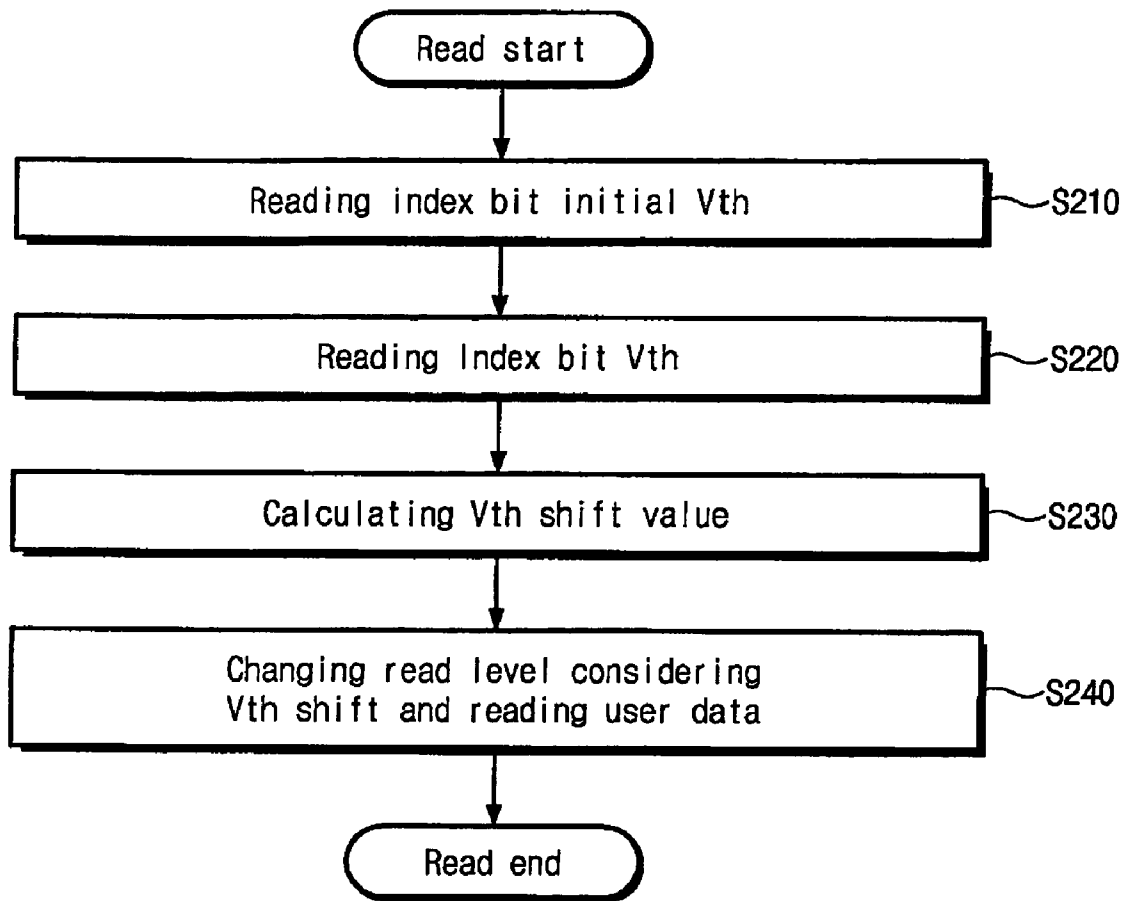 Read start
Reading index bit initial Vth
S210
Reading Index bit Vth
S220
Calculating Vth shift value
S230
Changing read level considering
Vth shift and reading user data
S240
Read end